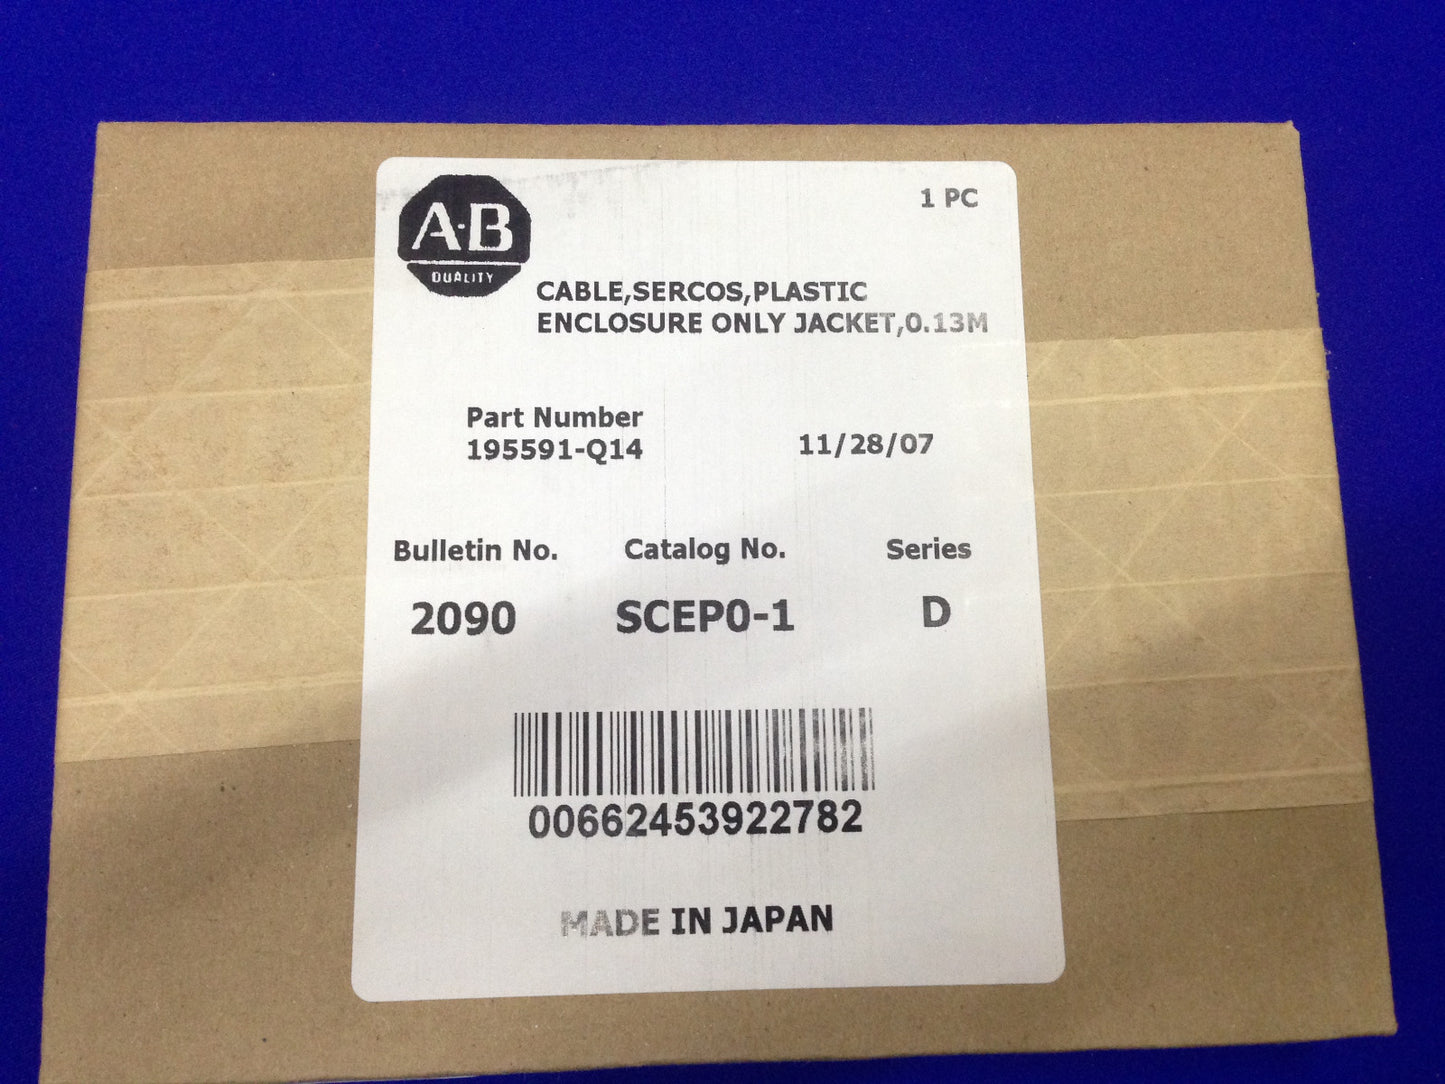 A·B
QUALITY
1 PC
CABLE,SERCOS,PLASTIC
ENCLOSURE ONLY JACKET,0.13M
Part Number
195591-Q14
11/28/07
Bulletin No. Catalog No. Series
2090 SCEP0-1 D
00662453922782
MADE IN JAPAN